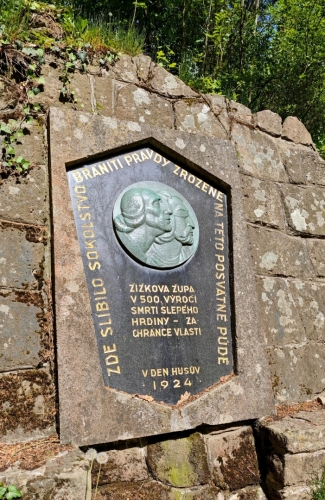 ZDE SLÍBILO SOKOLSTVO
BRÁNITI PRAVDY ZROZENÉ
NA TÉTO POSVÁTNÉ PŮDĚ
ŽIŽKOVA ŽUPA
V 500. VÝROČÍ
SMRTI SLEPÉHO
HRDINY – ZA-
CHRÁNCE VLASTI
V DEN HUSŮV
1924